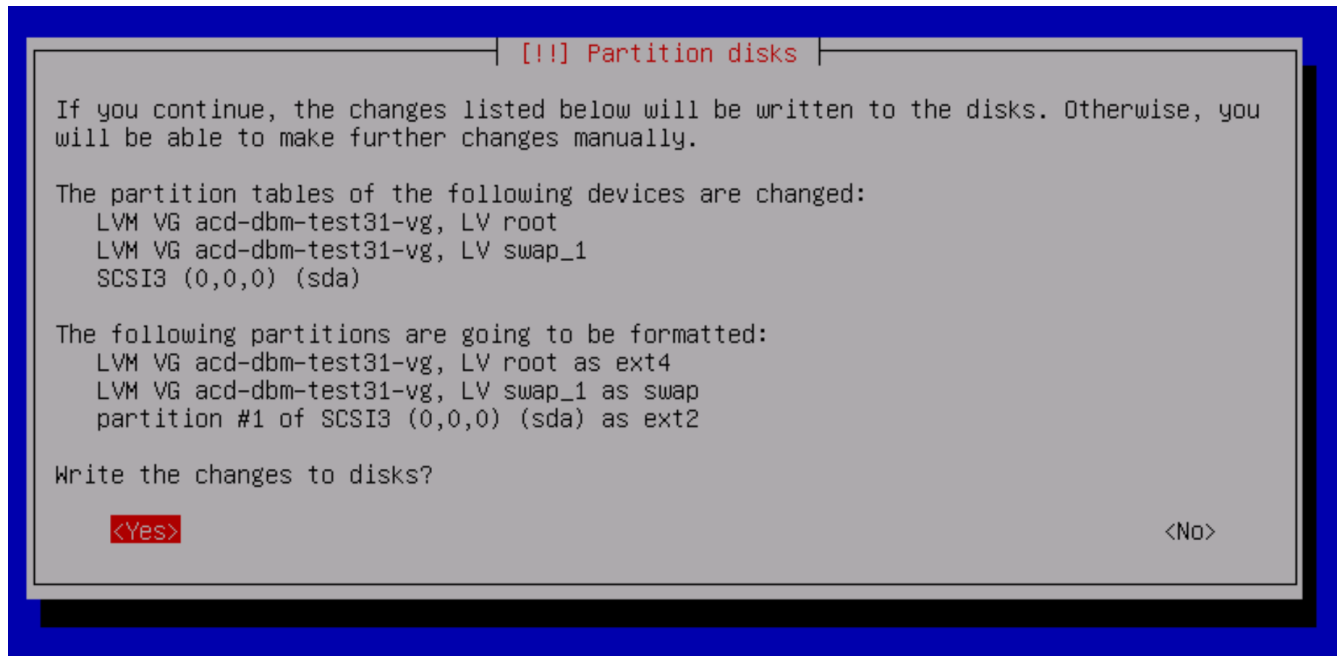 [!!] Partition disks
If you continue, the changes listed below will be written to the disks. Otherwise, you
will be able to make further changes manually.
The partition tables of the following devices are changed:
LVM VG acd-dbm-test31-vg, LV root
LVM VG acd-dbm-test31-vg, LV swap_1
SCSI3 (0,0,0) (sda)
The following partitions are going to be formatted:
LVM VG acd-dbm-test31-vg, LV root as ext4
LVM VG acd-dbm-test31-vg, LV swap_1 as swap
partition #1 of SCSI3 (0,0,0) (sda) as ext2
Write the changes to disks?
<Yes> <No>